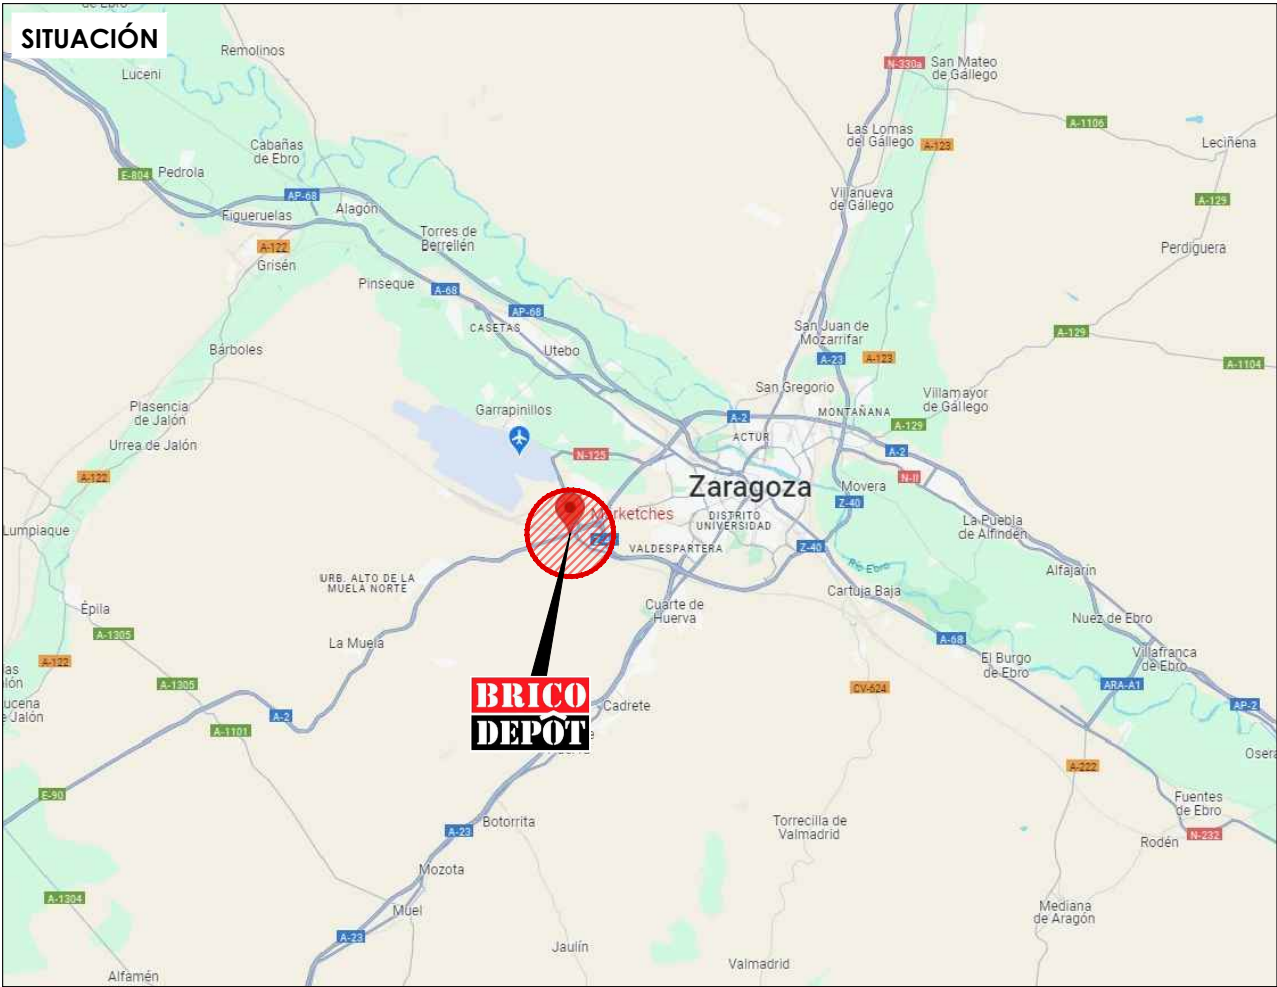 SITUACIÓN
de Ebro
Remolinos
Luceni
N-330a
San Mateo
de Gállego
A-1106
Las Lomas
del Gállego
A-123
Leciñena
Cabañas
de Ebro
E-804
Pedrola
AP-68
Villanueva
de Gállego
A-129
Figueruelas
Alagón
Torres de
Berrellén
A-122
Grisén
Perdiguera
Pinseque
A-68
AP-68
CASETAS
San Juan de
Mozarrifar
A-129
Bárboles
Utebo
A-23
A-123
A-1104
San Gregorio
Villamayor
de Gállego
Plasencia
de Jalón
Garrapinillos
A-2
MONTAÑANA
A-129
Urrea de Jalón
ACTUR
N-125
A-2
A-122
N-II
Zaragoza
Movera
Z-40
Marketches
DISTRITO
UNIVERSIDAD
La Puebla
de Alfindén
Lumpiaque
VALDESPARTERA
Z-40
Río Ebro
Alfajarín
URB. ALTO DE LA
MUELA NORTE
Cartuja Baja
Épila
Cuarte de
Huerva
Nuez de Ebro
A-1305
La Muela
A-68
Villafranca
de Ebro
El Burgo
de Ebro
A-122
A-1305
CV-624
ARA-A1
BRICO
DEPÔT
Cadrete
AP-2
A-2
A-1101
Osera
A-222
E-90
Fuentes
de Ebro
Botorrita
A-23
Torrecilla de
Valmadrid
N-232
Rodén
Mozota
A-1304
Muel
Mediana
de Aragón
A-23
Jaulín
Valmadrid
Alfamén